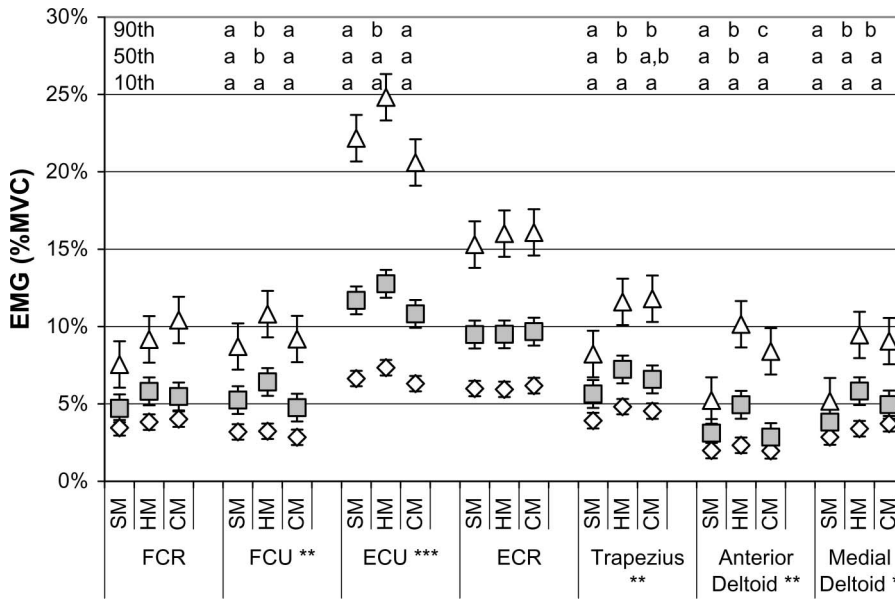 30%
25%
20%
15%
10%
5%
0%
EMG (%MVC)
90th a b a a b a a b b a b c a b b
50th a b a a a a a b a,b a b a a b a
10th a a a a a a a a a a a a a a a
SM HM CM SM HM CM SM HM CM SM HM CM SM HM CM SM HM CM SM HM CM
FCR FCU ** ECU *** ECR Trapezius Anterior Medial
** Deltoid ** Deltoid *